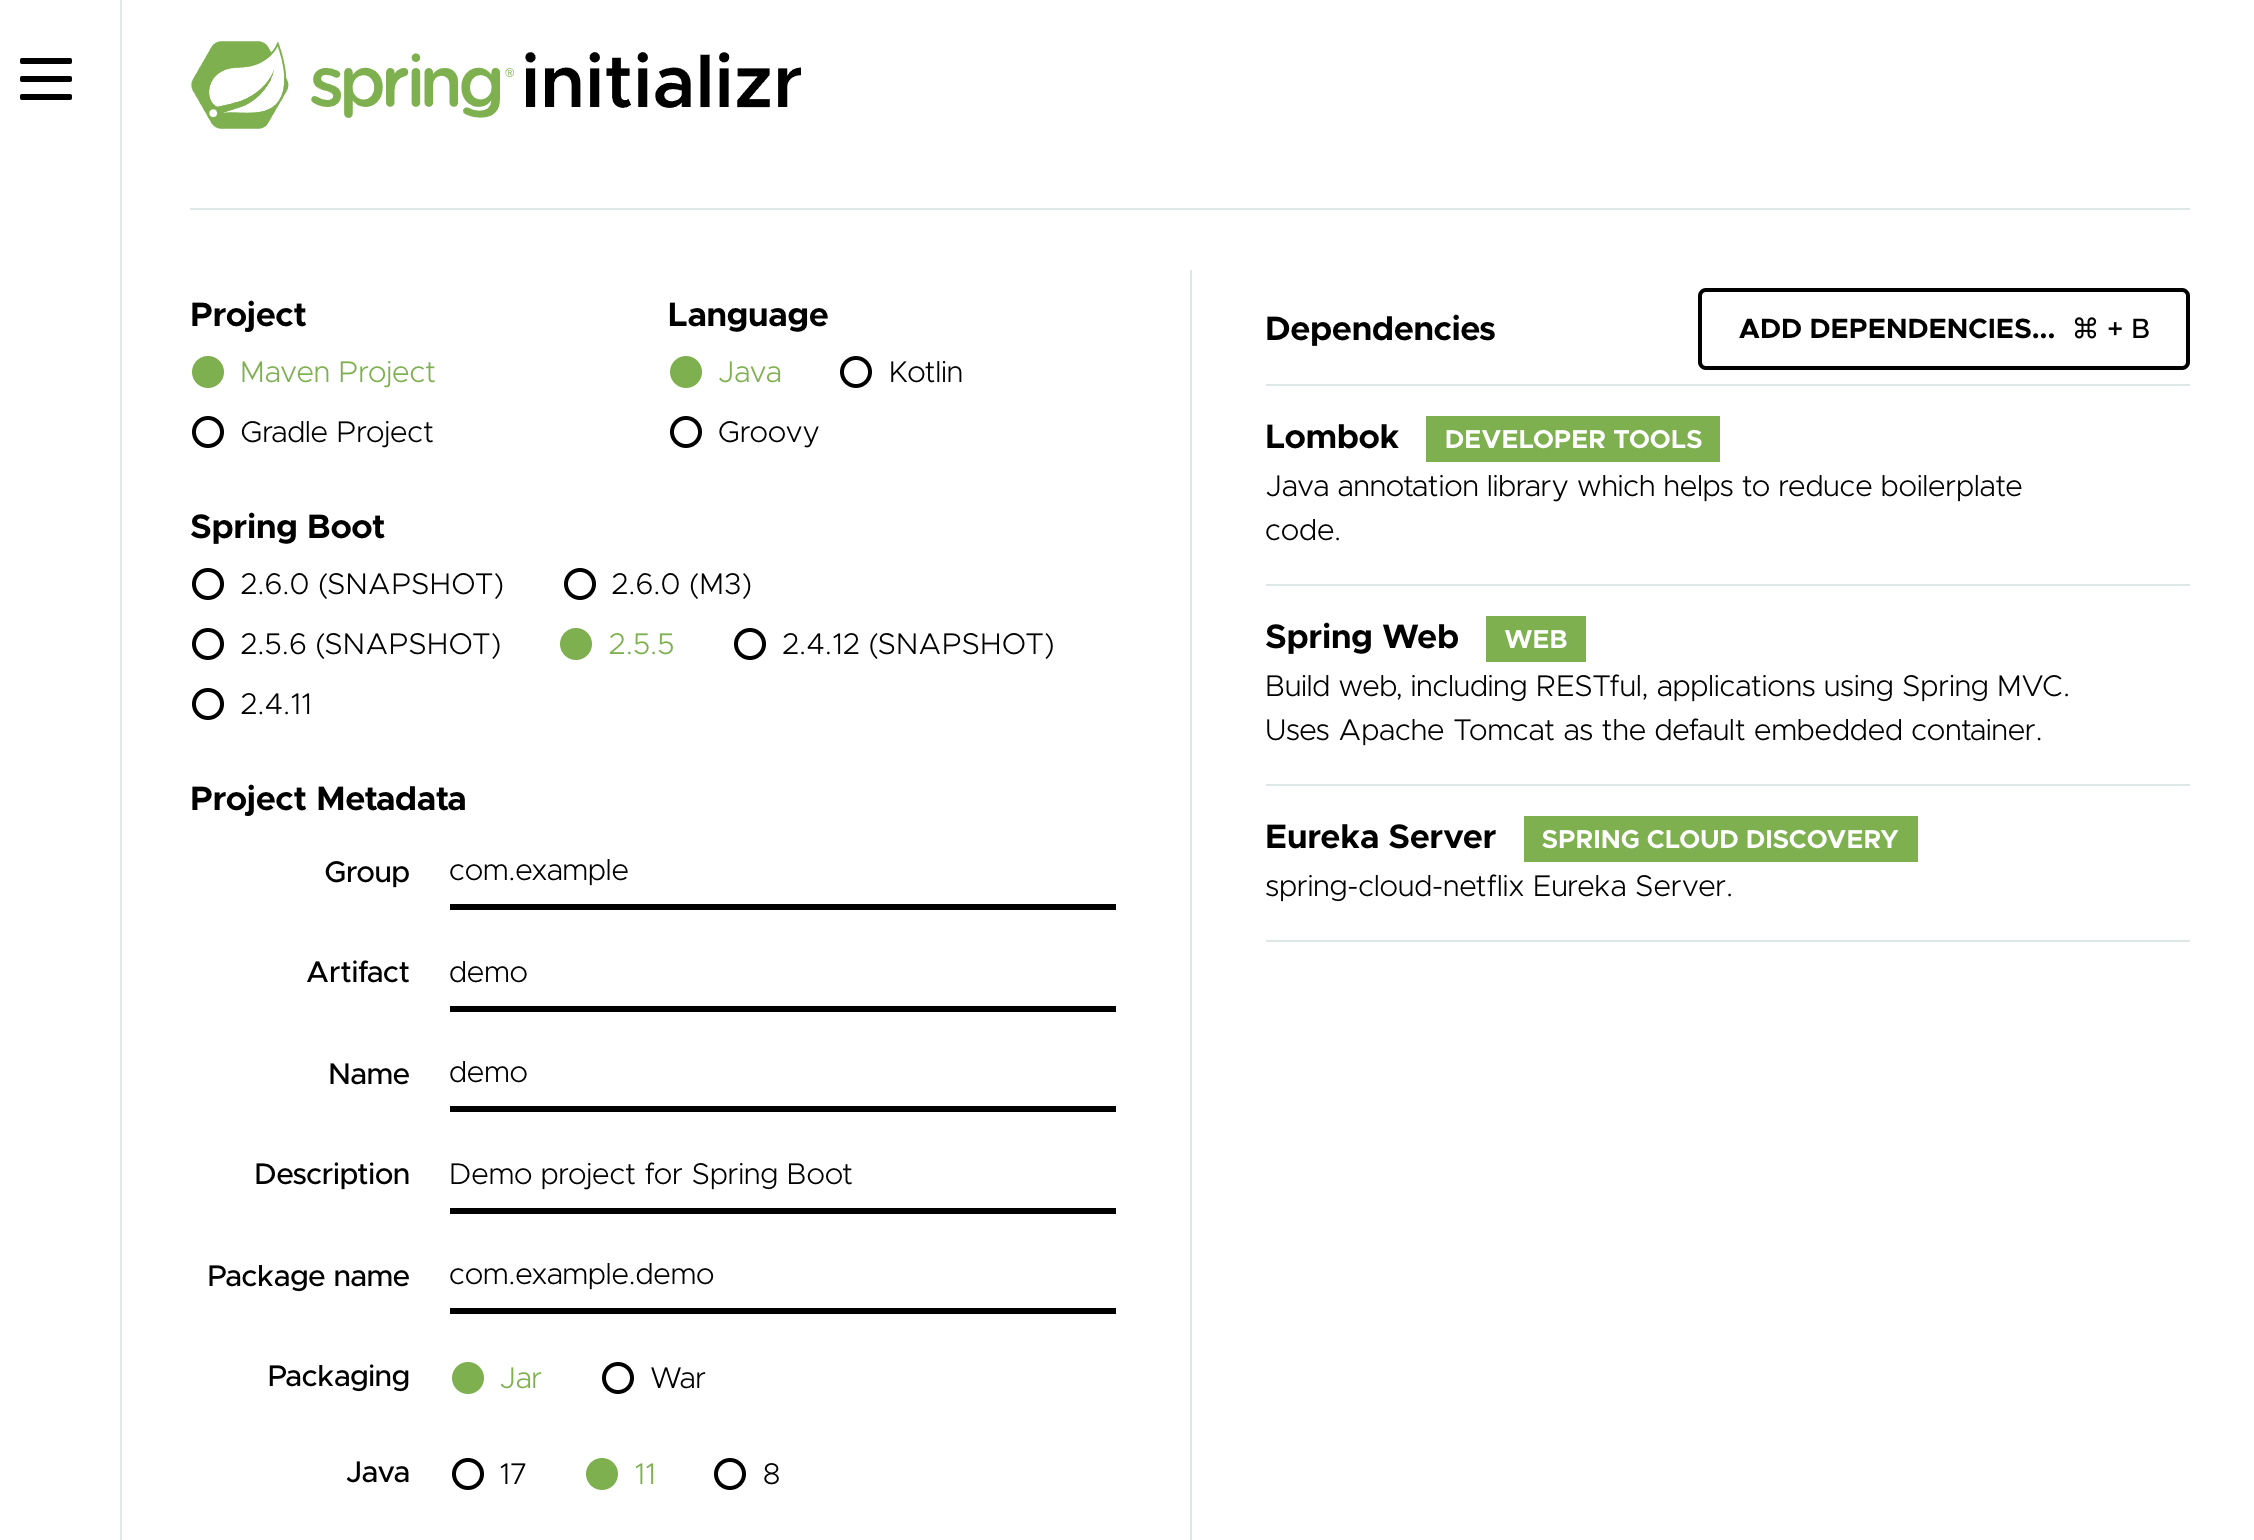 spring® initializr
Project
Maven Project
Gradle Project
Language
Java Kotlin
Groovy
Spring Boot
2.6.0 (SNAPSHOT) 2.6.0 (M3)
2.5.6 (SNAPSHOT) 2.5.5 2.4.12 (SNAPSHOT)
2.4.11
Project Metadata
Group com.example
Artifact demo
Name demo
Description Demo project for Spring Boot
Package name com.example.demo
Packaging Jar War
Java 17 11 8
Dependencies ADD DEPENDENCIES... ⌘ + B
Lombok DEVELOPER TOOLS
Java annotation library which helps to reduce boilerplate
code.
Spring Web WEB
Build web, including RESTful, applications using Spring MVC.
Uses Apache Tomcat as the default embedded container.
Eureka Server SPRING CLOUD DISCOVERY
spring-cloud-netflix Eureka Server.